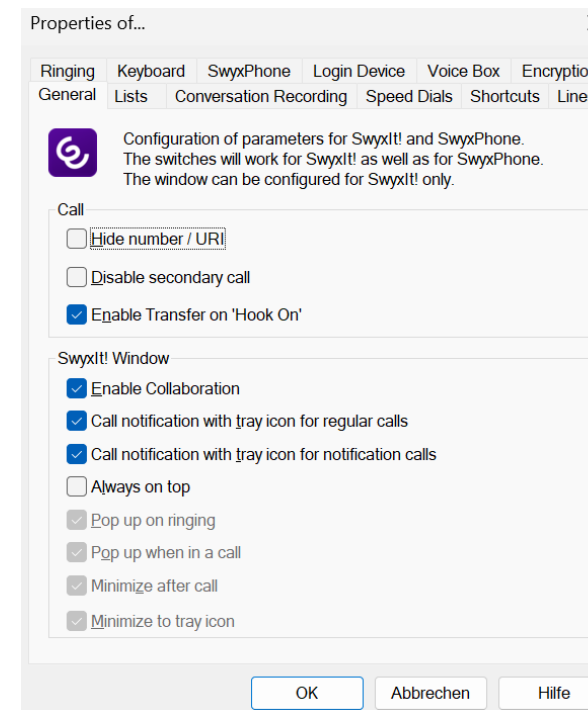 Properties of...
Ringing Keyboard SwyxPhone Login Device Voice Box Encryptio
General Lists Conversation Recording Speed Dials Shortcuts Line
Configuration of parameters for SwyxIt! and SwyxPhone.
The switches will work for SwyxIt! as well as for SwyxPhone.
The window can be configured for SwyxIt! only.
Call
Hide number / URI
Disable secondary call
Enable Transfer on 'Hook On'
SwyxIt! Window
Enable Collaboration
Call notification with tray icon for regular calls
Call notification with tray icon for notification calls
Always on top
Pop up on ringing
Pop up when in a call
Minimize after call
Minimize to tray icon
OK Abbrechen Hilfe